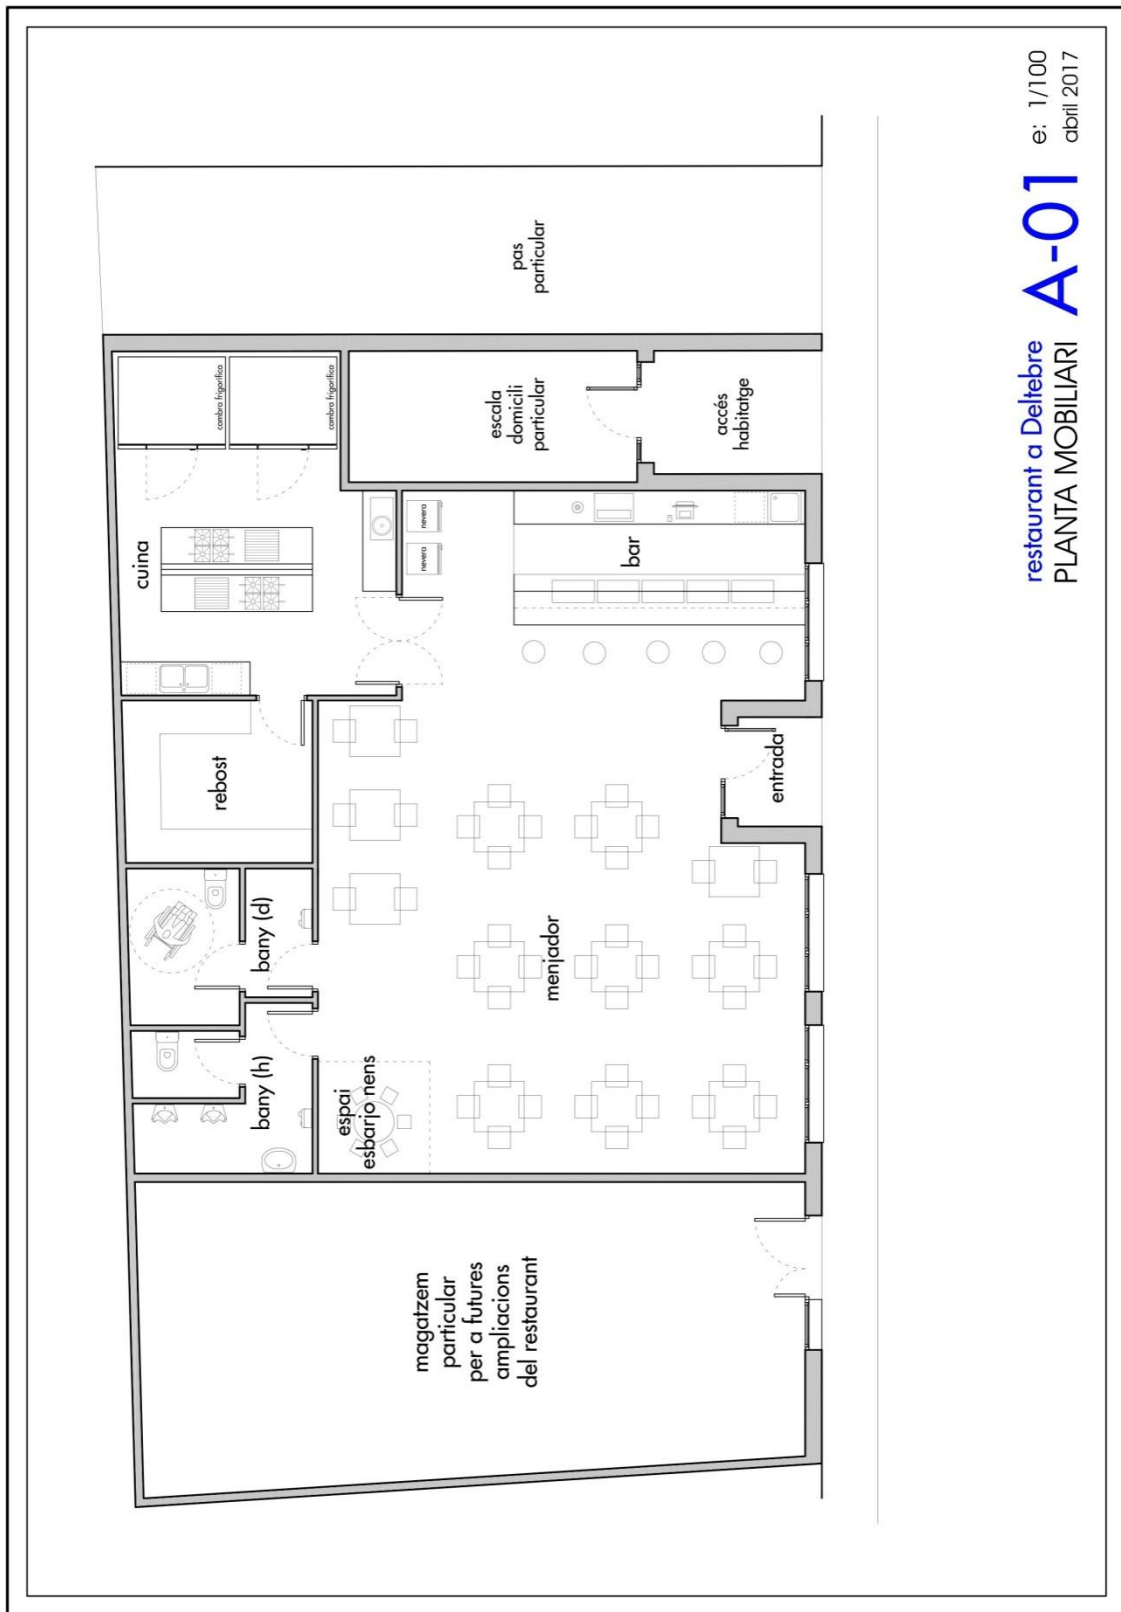 cuina
cambra frigorífica
cambra frigorífica
rebost
bany (d)
bany (h)
nevera
nevera
bar
escala
domicili
particular
accés
habitatge
pas
particular
espai
esbarjo nens
menjador
entrada
magatzem
particular
per a futures
ampliacions
del restaurant
restaurant a Deltebre
PLANTA MOBILIARI
A-01
e: 1/100
abril 2017